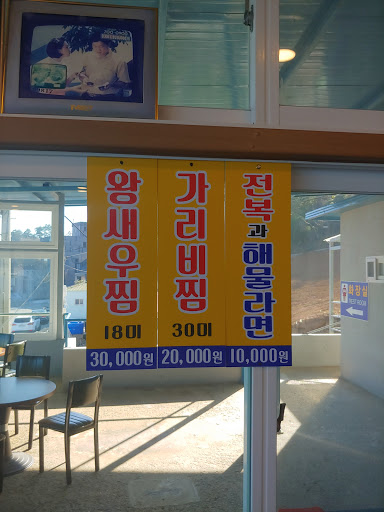 왕새우찜
18미
30,000원
가리비찜
30미
20,000원
전복과 해물라면
10,000원
화장실
REST ROOM